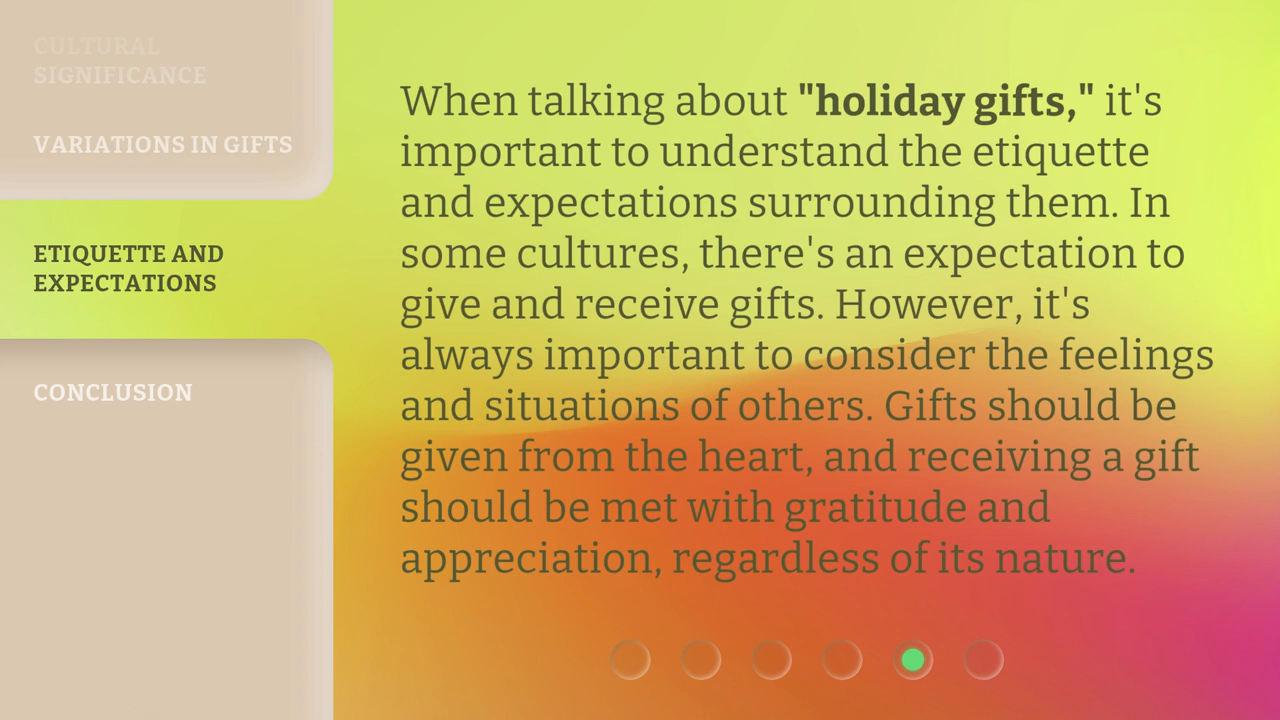 CULTURAL
SIGNIFICANCE
VARIATIONS IN GIFTS
ETIQUETTE AND
EXPECTATIONS
CONCLUSION
When talking about "holiday gifts," it's
important to understand the etiquette
and expectations surrounding them. In
some cultures, there's an expectation to
give and receive gifts. However, it's
always important to consider the feelings
and situations of others. Gifts should be
given from the heart, and receiving a gift
should be met with gratitude and
appreciation, regardless of its nature.